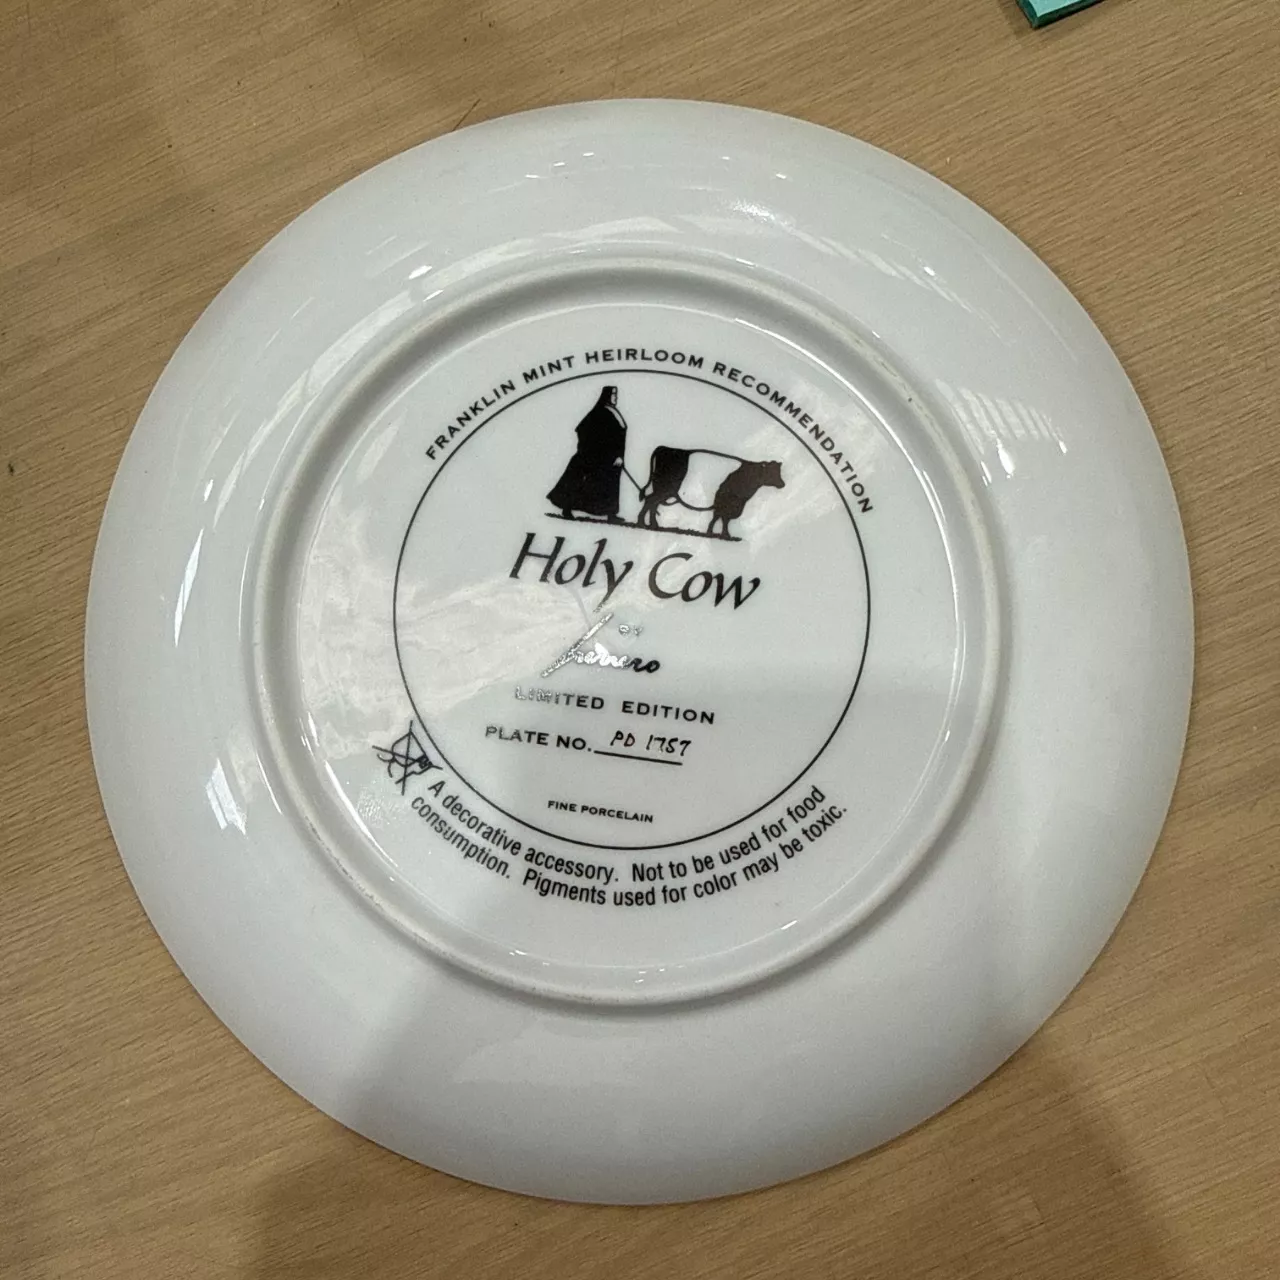 FRANKLIN MINT HEIRLOOM RECOMMENDATION
Holy Cow
BY
LIMITED EDITION
PLATE NO. PD 1757
FINE PORCELAIN
A decorative accessory. Not to be used for food
consumption. Pigments used for color may be toxic.